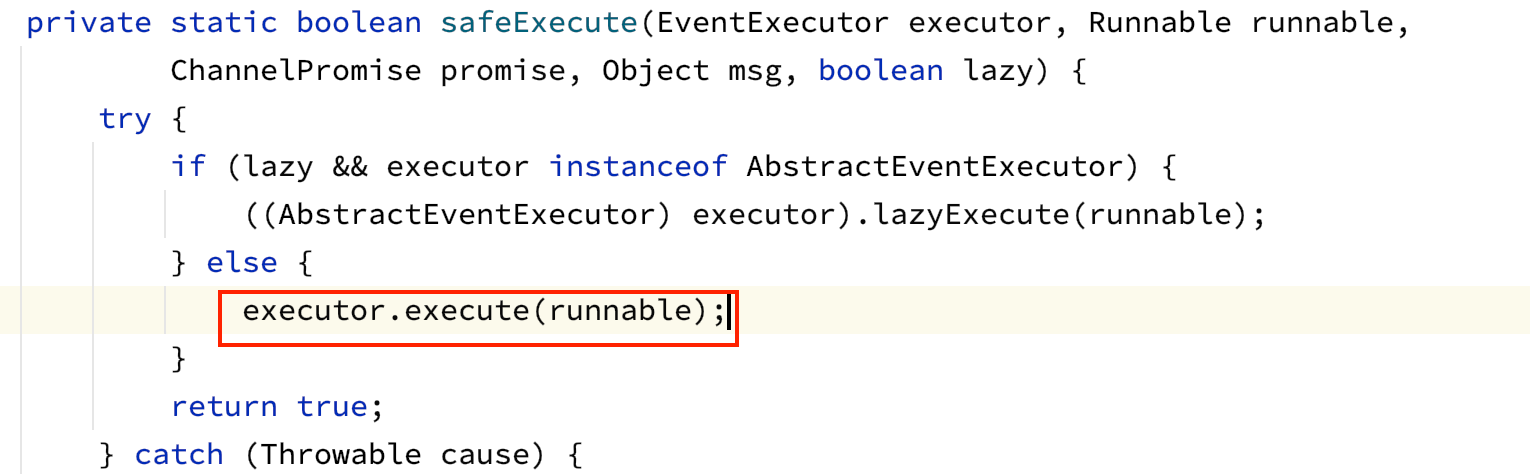 private static boolean safeExecute(EventExecutor executor, Runnable runnable,
        ChannelPromise promise, Object msg, boolean lazy) {
    try {
        if (lazy && executor instanceof AbstractEventExecutor) {
            ((AbstractEventExecutor) executor).lazyExecute(runnable);
        } else {
            executor.execute(runnable);
        }
        return true;
    } catch (Throwable cause) {